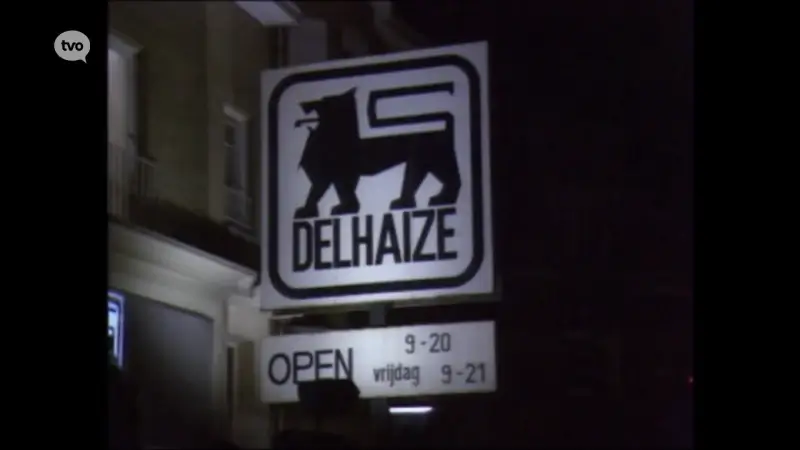 tvo
DELHAIZE
OPEN 9-20
vrijdag 9-21